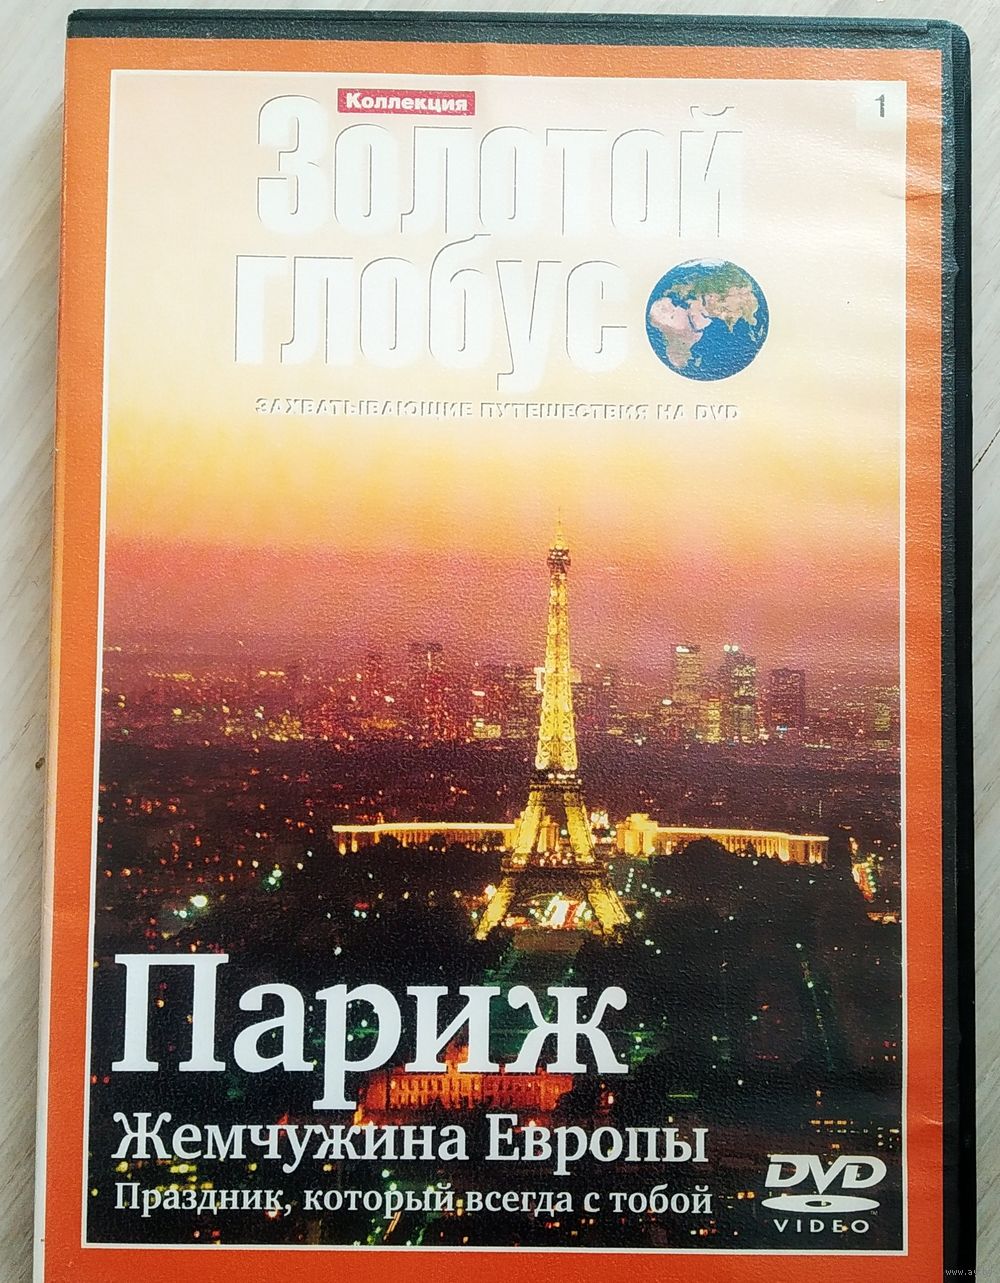 Коллекция
1
Золотой
глобус
ЗАХВАТЫВАЮЩИЕ ПУТЕШЕСТВИЯ НА DVD
Париж
Жемчужина Европы
Праздник, который всегда с тобой
DVD
VIDEO